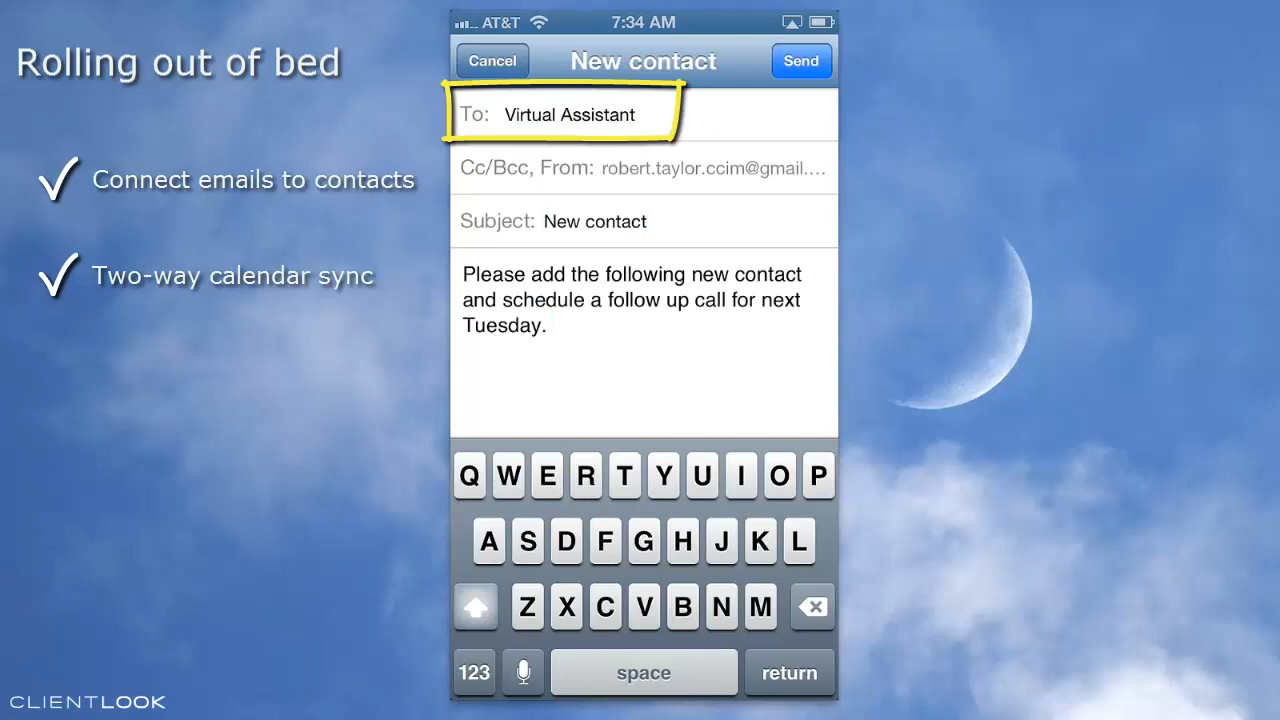 Rolling out of bed
Connect emails to contacts
Two-way calendar sync
AT&T 7:34 AM
Cancel New contact Send
To: Virtual Assistant
Cc/Bcc, From: robert.taylor.ccim@gmail....
Subject: New contact
Please add the following new contact
and schedule a follow up call for next
Tuesday.
Q W E R T Y U I O P
A S D F G H J K L
Z X C V B N M
123 space return
CLIENTLOOK